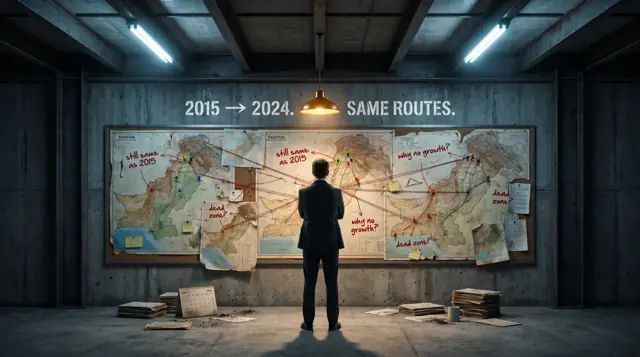 2015 → 2024. SAME ROUTES.
PAKISTAN
still same
as 2015
dead
zone?
still same
as 2015
why no
growth?
why no growth?
dead
zone?
dead zone?